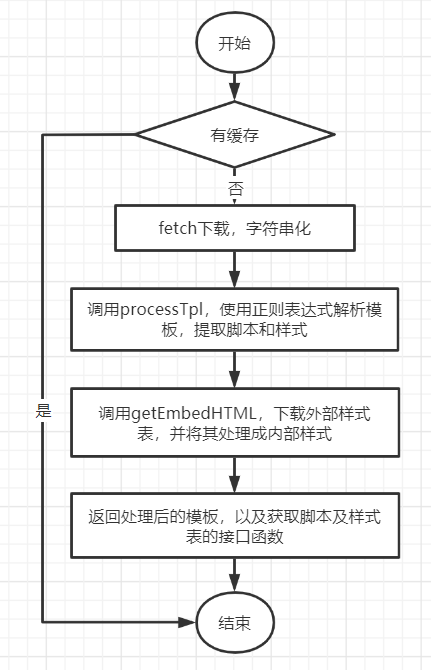 开始
有缓存
否
fetch下载，字符串化
调用processTpl，使用正则表达式解析模
板，提取脚本和样式
是
调用getEmbedHTML，下载外部样式
表，并将其处理成内部样式
返回处理后的模板，以及获取脚本及样式
表的接口函数
结束